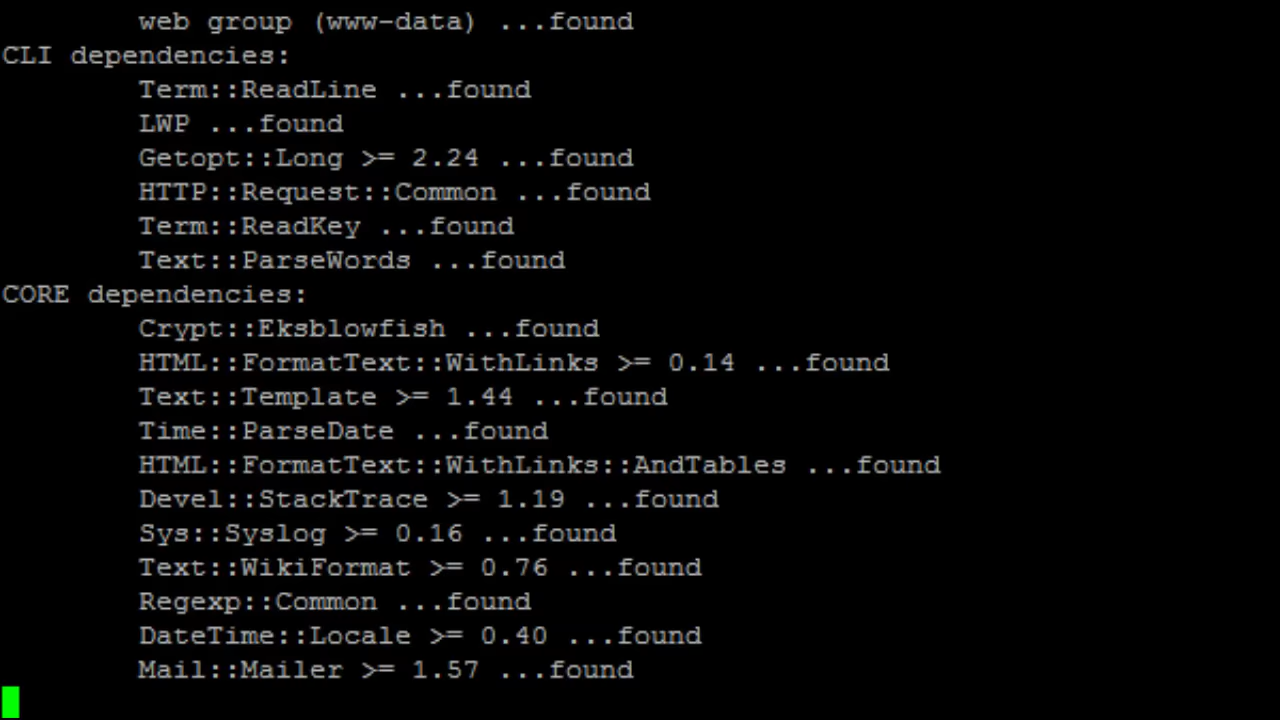 web group (www-data) ...found
CLI dependencies:
Term::ReadLine ...found
LWP ...found
Getopt::Long >= 2.24 ...found
HTTP::Request::Common ...found
Term::ReadKey ...found
Text::ParseWords ...found
CORE dependencies:
Crypt::Eksblowfish ...found
HTML::FormatText::WithLinks >= 0.14 ...found
Text::Template >= 1.44 ...found
Time::ParseDate ...found
HTML::FormatText::WithLinks::AndTables ...found
Devel::StackTrace >= 1.19 ...found
Sys::Syslog >= 0.16 ...found
Text::WikiFormat >= 0.76 ...found
Regexp::Common ...found
DateTime::Locale >= 0.40 ...found
Mail::Mailer >= 1.57 ...found